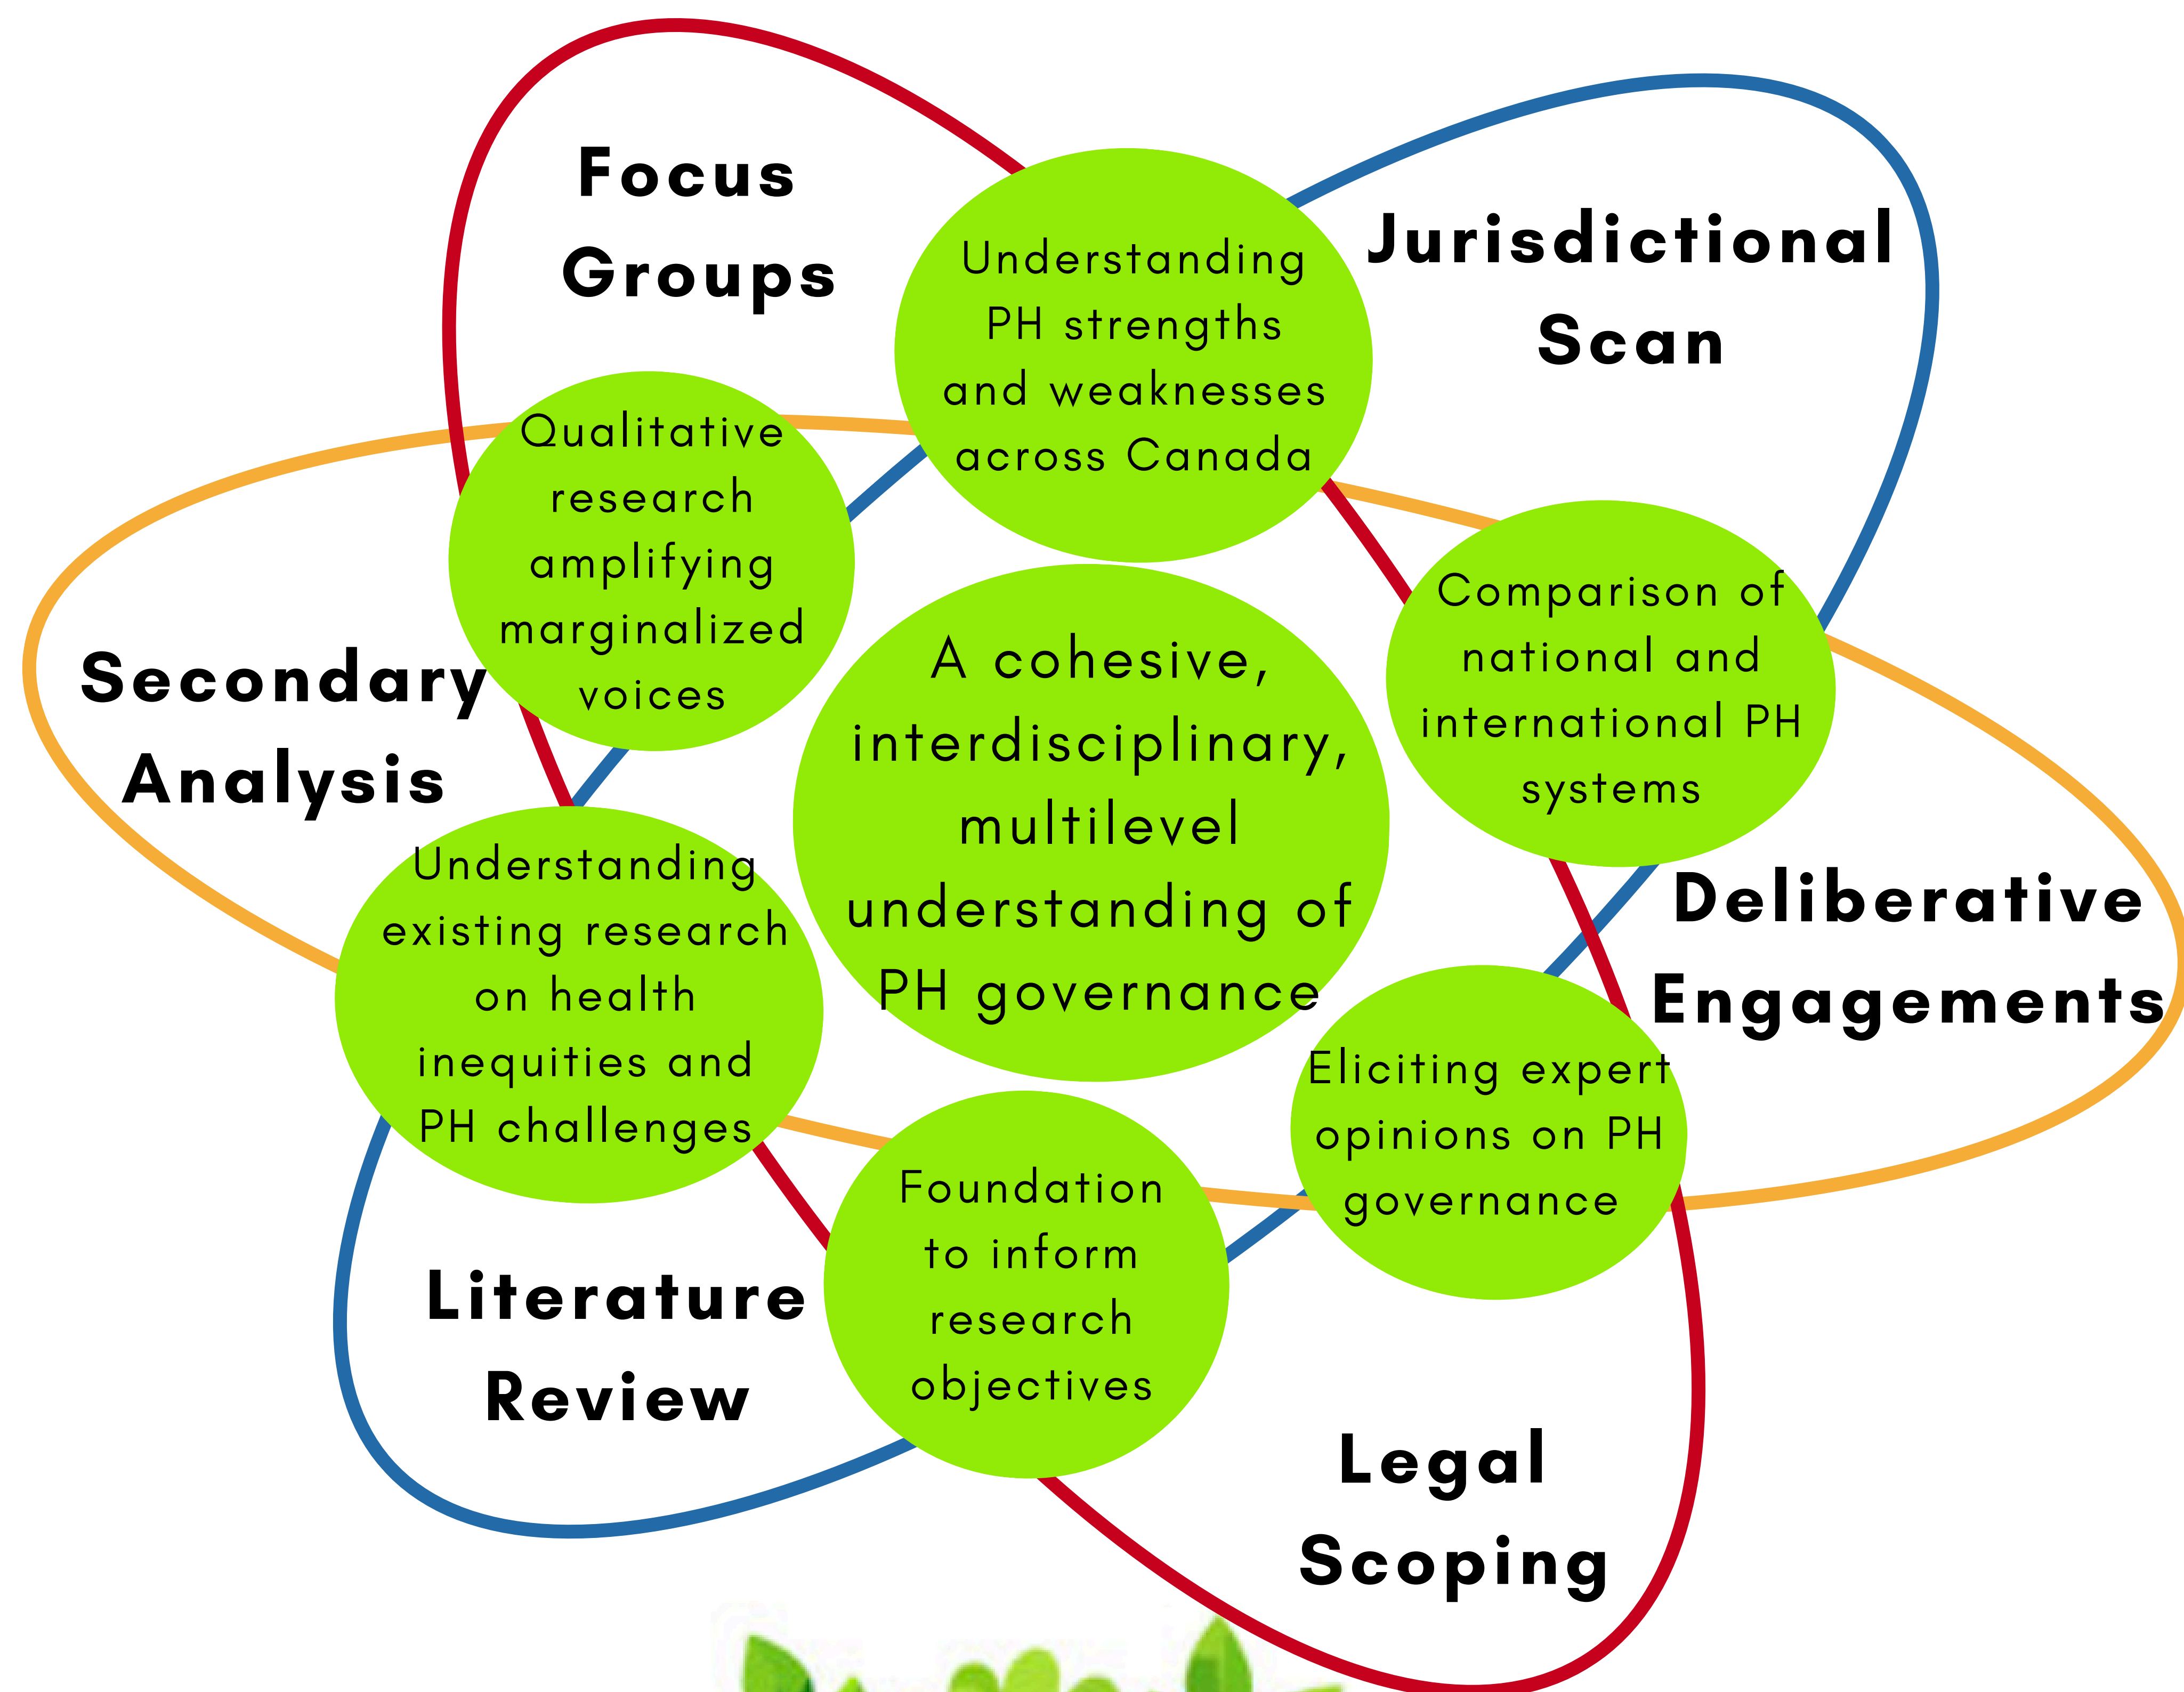 Focus
Groups
Jurisdictional
Scan
Understanding
PH strengths
and weaknesses
across Canada
Qualitative
research
amplifying
marginalized
voices
Comparison of
national and
international PH
systems
Secondary
Analysis
A cohesive,
interdisciplinary,
multilevel
understanding of
PH governance
Deliberative
Engagements
Understanding
existing research
on health
inequities and
PH challenges
Eliciting expert
opinions on PH
governance
Foundation
to inform
research
objectives
Literature
Review
Legal
Scoping